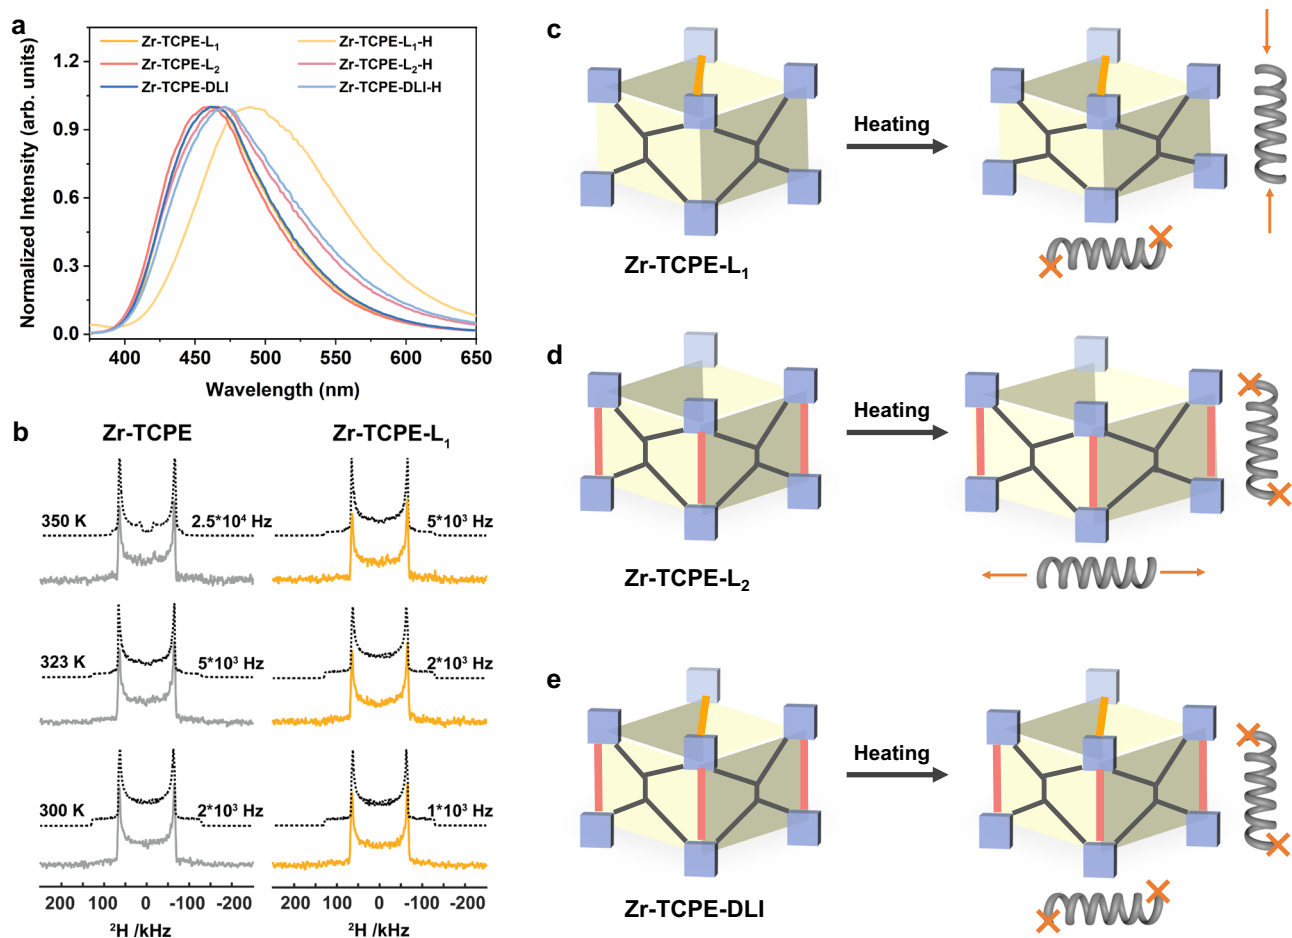 a
Normalized Intensity (arb. units)
1.2
0.9
0.6
0.3
0.0
Zr-TCPE-L₁
Zr-TCPE-L₂
Zr-TCPE-DLI
Zr-TCPE-L₁-H
Zr-TCPE-L₂-H
Zr-TCPE-DLI-H
400 450 500 550 600 650
Wavelength (nm)
b
Zr-TCPE Zr-TCPE-L₁
350 K 2.5*10⁴ Hz 5*10³ Hz
323 K 5*10³ Hz 2*10³ Hz
300 K 2*10³ Hz 1*10³ Hz
200 100 0 -100 -200 200 100 0 -100 -200
²H /kHz ²H /kHz
c
Heating
Zr-TCPE-L₁
d
Heating
Zr-TCPE-L₂
e
Heating
Zr-TCPE-DLI